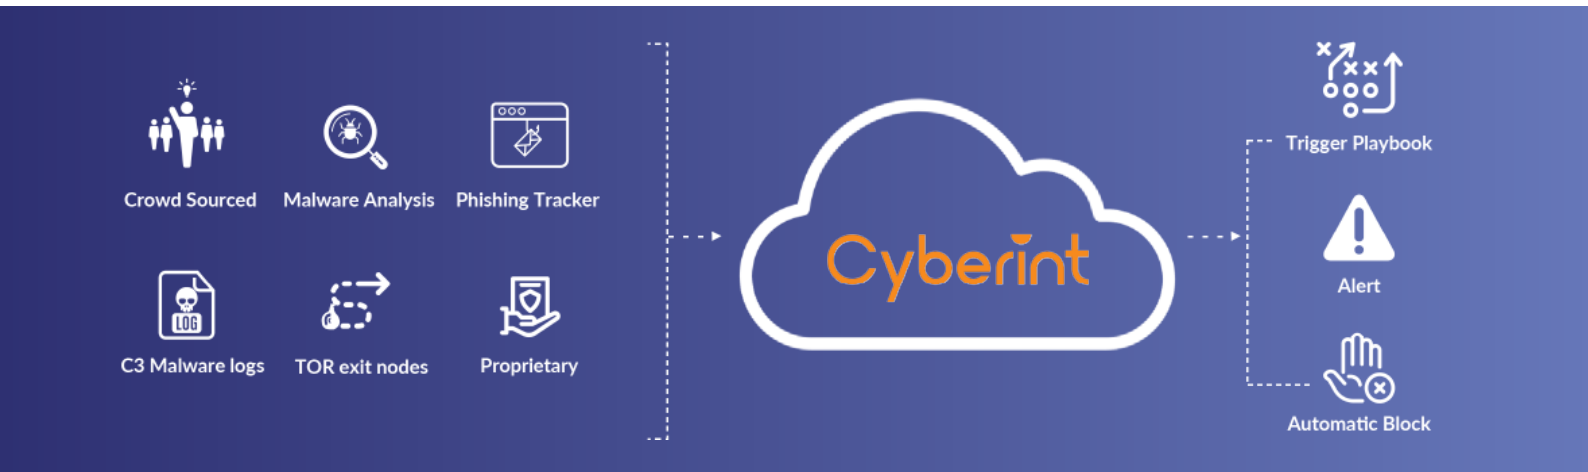 Crowd Sourced
Malware Analysis
Phishing Tracker
LOG
C3 Malware logs
TOR exit nodes
Proprietary
Cyberint
Trigger Playbook
Alert
Automatic Block